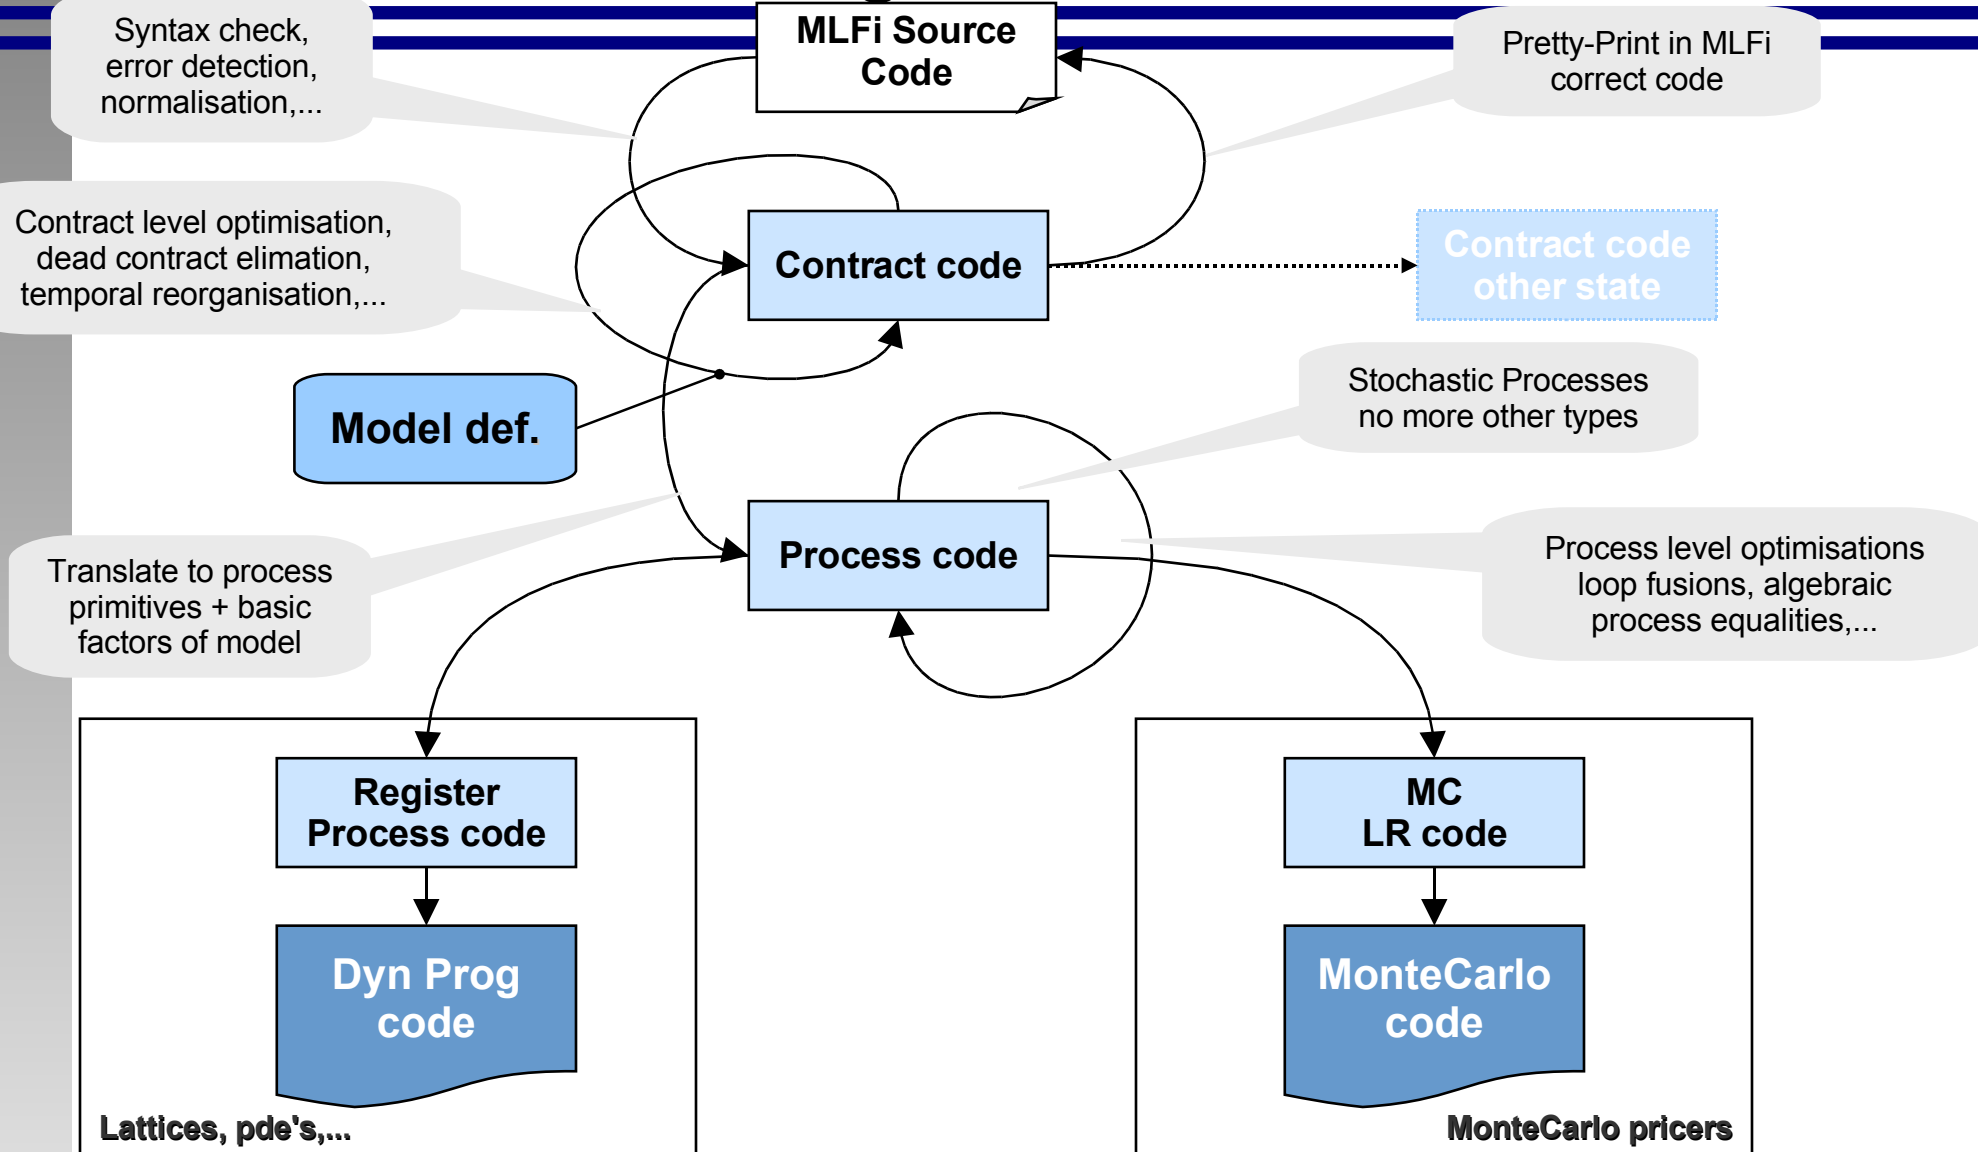 Syntax check,
error detection,
normalisation,...
MLFi Source
Code
Pretty-Print in MLFi
correct code
Contract level optimisation,
dead contract elimation,
temporal reorganisation,...
Contract code
Contract code
other state
Model def.
Stochastic Processes
no more other types
Translate to process
primitives + basic
factors of model
Process code
Process level optimisations
loop fusions, algebraic
process equalities,...
Register
Process code
MC
LR code
Dyn Prog
code
MonteCarlo
code
Lattices, pde's,...
MonteCarlo pricers